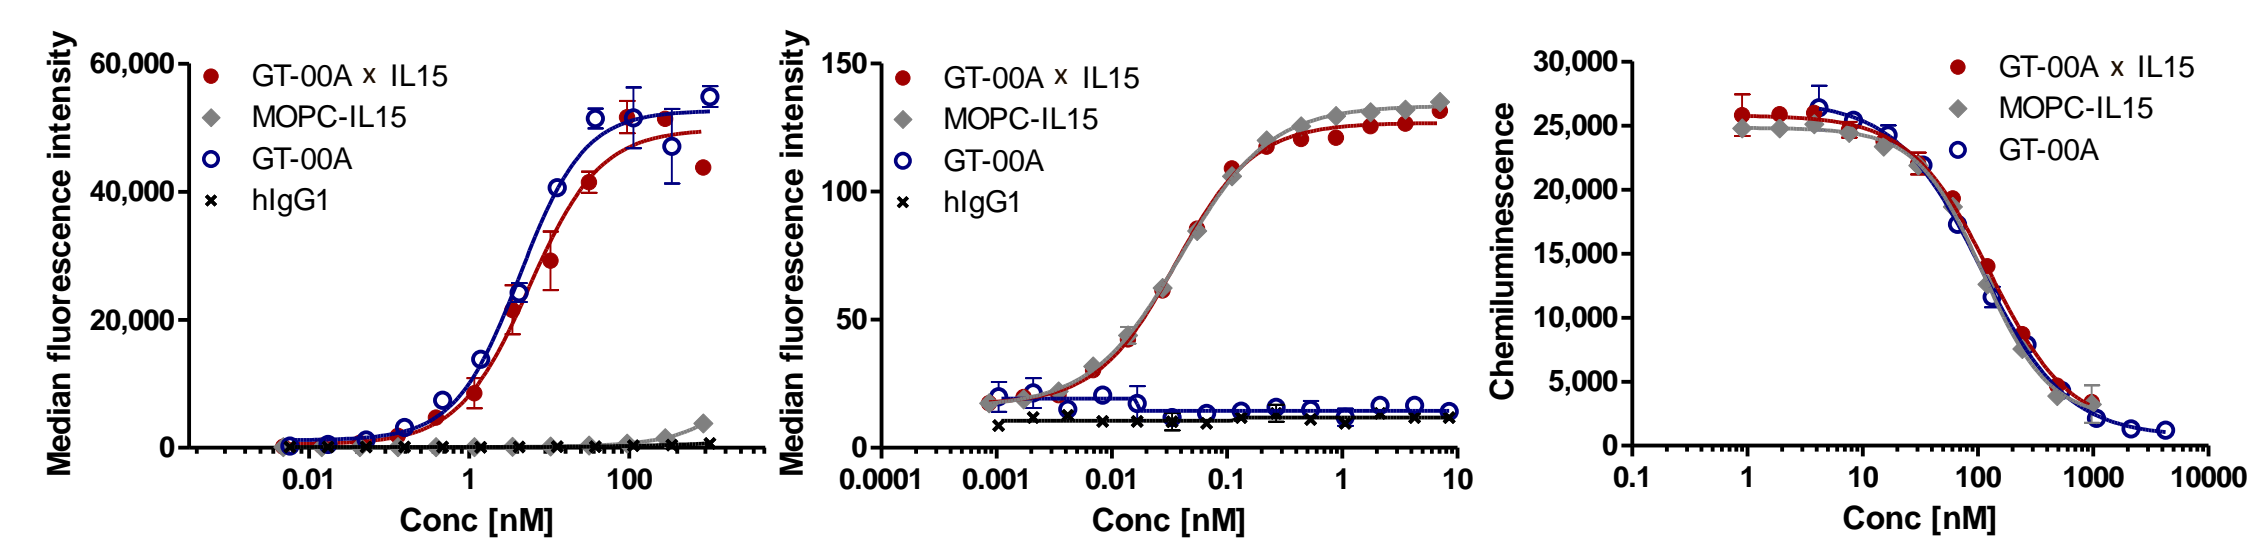 Median fluorescence intensity
60,000
40,000
20,000
0
GT-00A x IL15
MOPC-IL15
GT-00A
hIgG1
0.01
1
100
Conc [nM]
Median fluorescence intensity
150
100
50
0
GT-00A x IL15
MOPC-IL15
GT-00A
hIgG1
0.0001
0.001
0.01
0.1
1
10
Conc [nM]
Chemiluminescence
30,000
25,000
20,000
15,000
10,000
5,000
0
GT-00A x IL15
MOPC-IL15
GT-00A
0.1
1
10
100
1000
10000
Conc [nM]